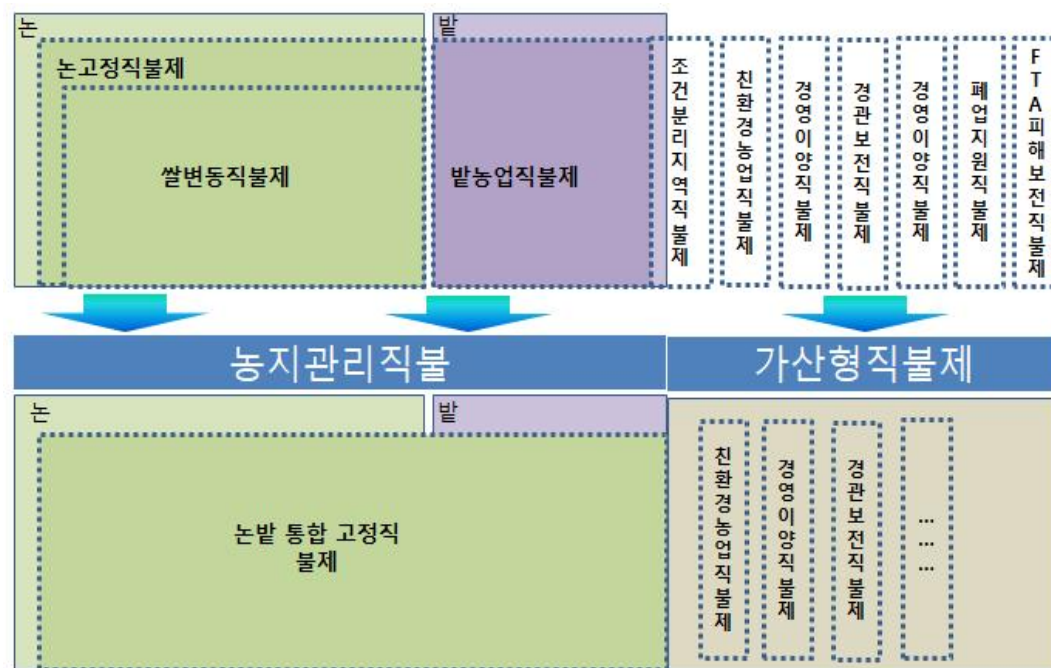 논
밭
논고정직불제
쌀변동직불제
밭농업직불제
조건분리지역직불제
친환경농업직불제
경영이양직불제
경관보전직불제
경영이양직불제
폐업지원직불제
FTA피해보전직불제
농지관리직불
가산형직불제
논
밭
논밭 통합 고정직
불제
친환경농업직불제
경영이양직불제
경관보전직불제
...
...
...